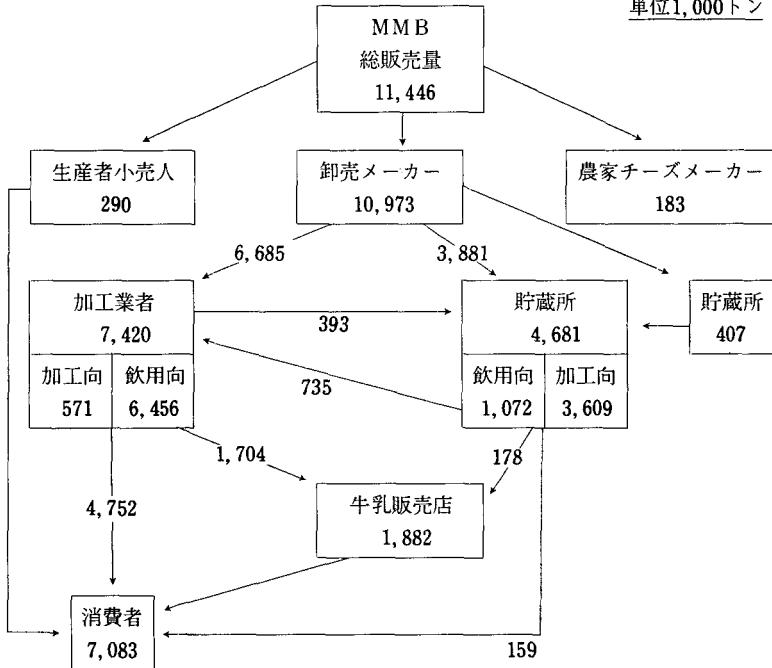 単位1,000トン
MMB
総販売量
11,446
生産者小売人
290
卸売メーカー
10,973
農家チーズメーカー
183
6,685
3,881
加工業者
7,420
加工向
571
飲用向
6,456
393
735
貯蔵所
4,681
飲用向
1,072
加工向
3,609
貯蔵所
407
1,704
178
4,752
牛乳販売店
1,882
消費者
7,083
159